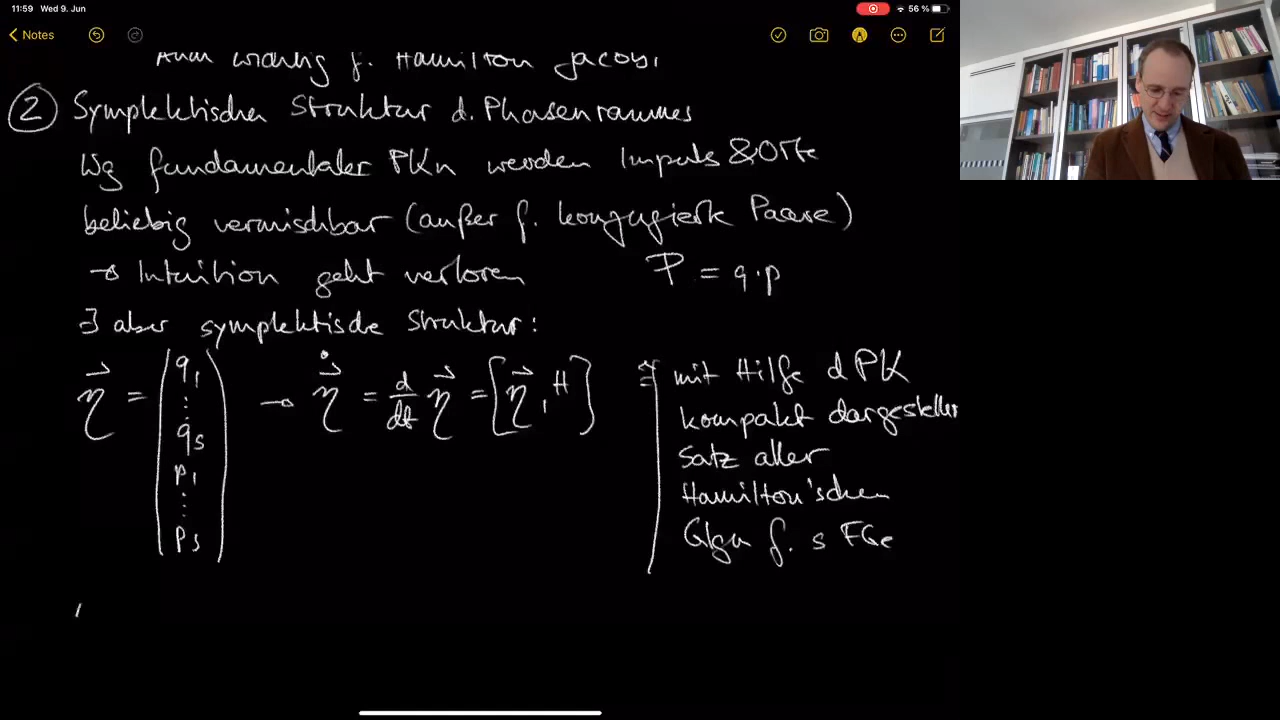 11:59 Wed 9. Jun 56 %
Notes
Auch wichtig f. Hamilton Jacobi
2 Symplektischen Struktur d. Phasenraumes
Wg fundamentaler PKn werden Impuls & Orte
beliebig vermischbar (außer f. konjugierte Paare)
→ Intuition geht verloren P = q·p
∃ aber symplektische Struktur:
η⃗ = (q₁ ⋮ qₛ p₁ ⋮ pₛ) → η⃗̇ = d/dt η⃗ = [η⃗, H]
≅ mit Hilfe d PK
kompakt dargestellter
Satz aller
Hamilton'schen
Glgn f. s FGe